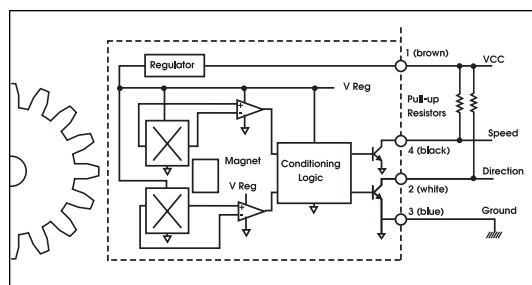 1 (brown)
VCC
Regulator
V Reg
Pull-up
Resistors
Speed
4 (black)
Magnet
Conditioning
Logic
Direction
2 (white)
V Reg
3 (blue)
Ground